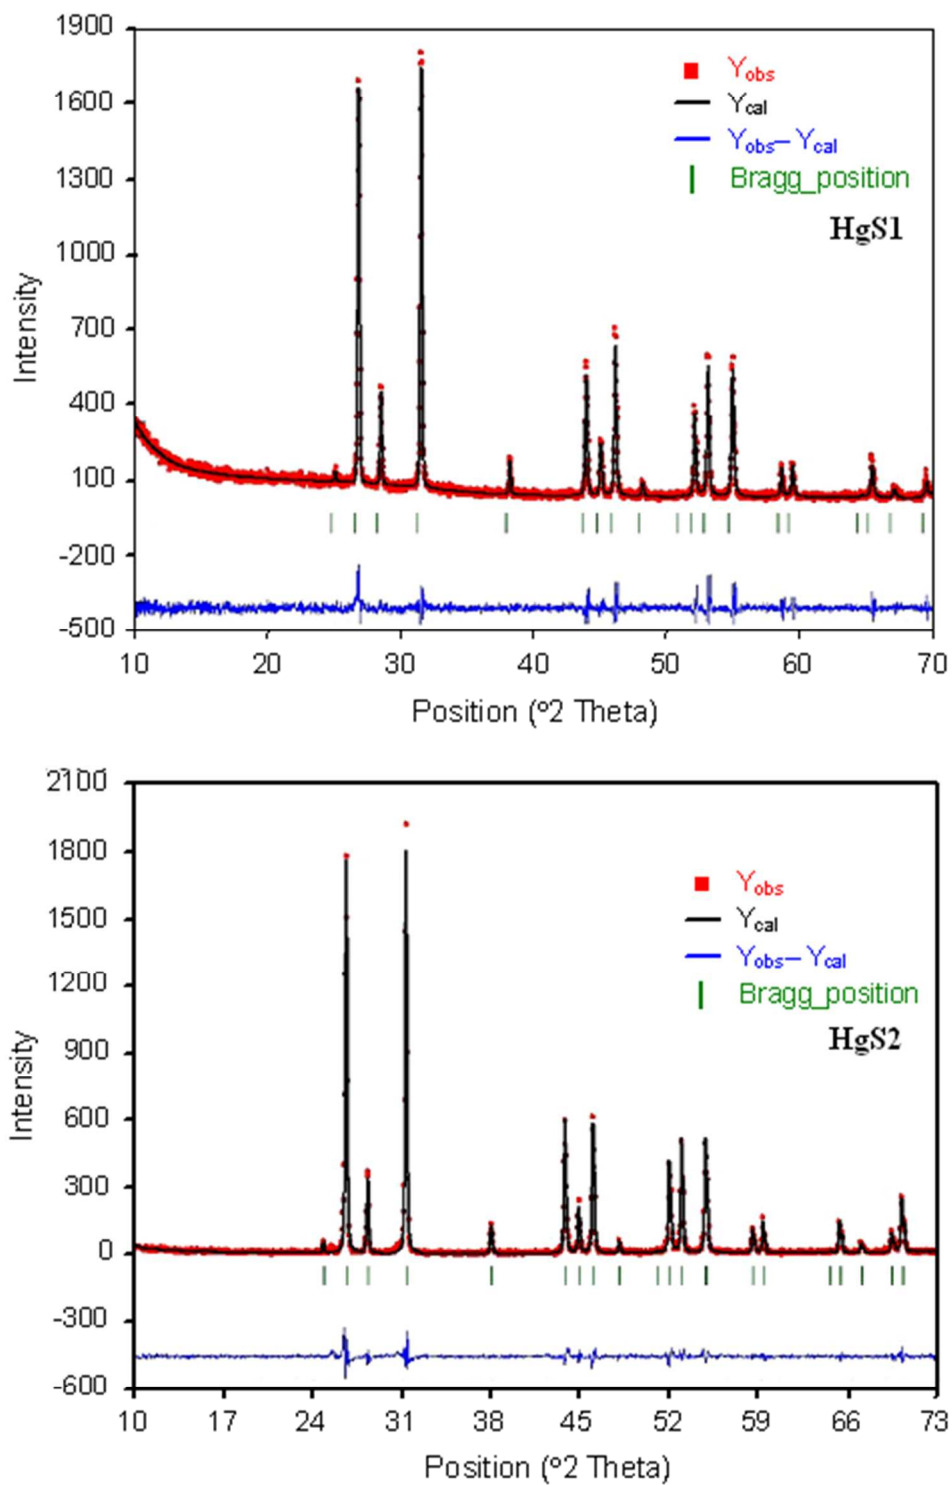 1900
1600
1300
1000
700
400
100
-200
-500
Intensity
Yobs
Ycal
Yobs– Ycal
Bragg_position
HgS1
10 20 30 40 50 60 70
Position (º2 Theta)
2100
1800
1500
1200
900
600
300
0
-300
-600
Intensity
Yobs
Ycal
Yobs– Ycal
Bragg_position
HgS2
10 17 24 31 38 45 52 59 66 73
Position (º2 Theta)